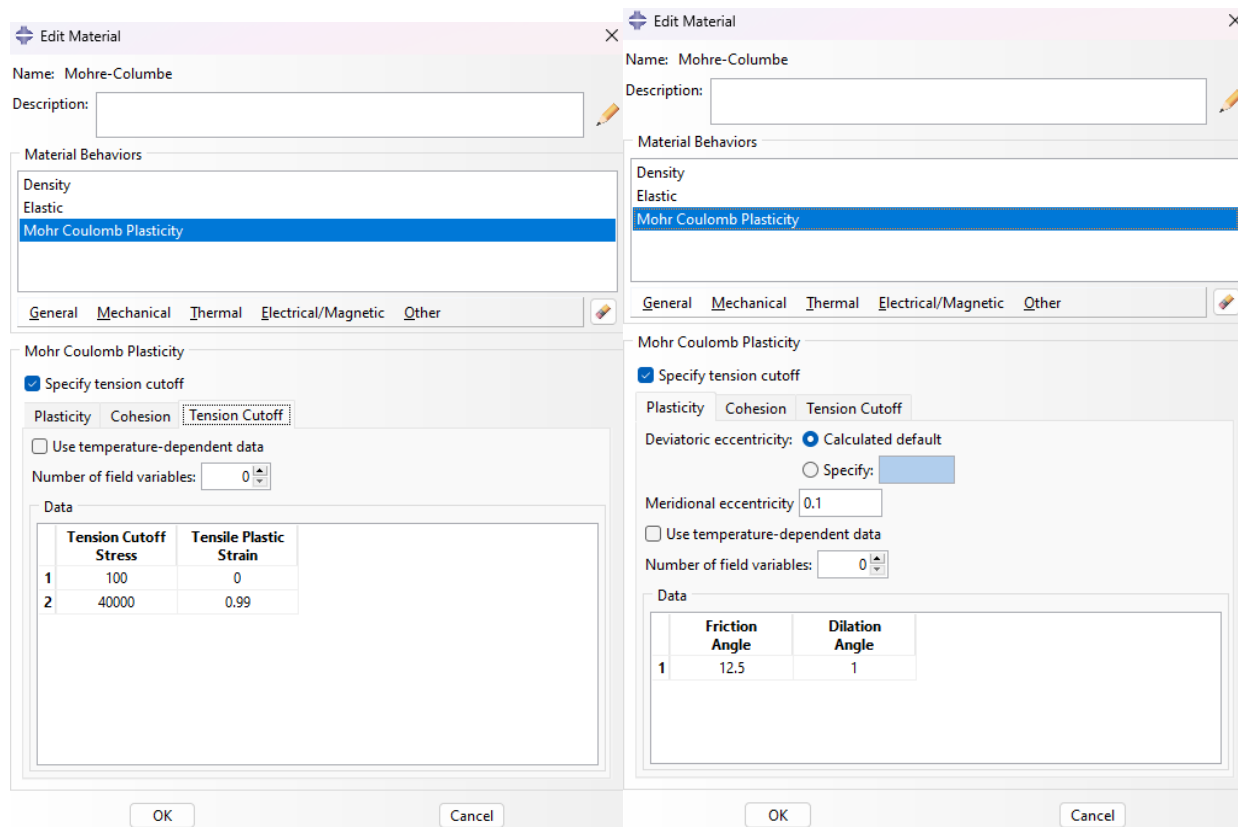 Edit Material
Name: Mohre-Columbe
Description:
Material Behaviors
Density
Elastic
Mohr Coulomb Plasticity
General Mechanical Thermal Electrical/Magnetic Other
Mohr Coulomb Plasticity
Specify tension cutoff
Plasticity Cohesion Tension Cutoff
Use temperature-dependent data
Number of field variables: 0
Data
Tension Cutoff Tensile Plastic
Stress Strain
1 100 0
2 40000 0.99
OK Cancel
Edit Material
Name: Mohre-Columbe
Description:
Material Behaviors
Density
Elastic
Mohr Coulomb Plasticity
General Mechanical Thermal Electrical/Magnetic Other
Mohr Coulomb Plasticity
Specify tension cutoff
Plasticity Cohesion Tension Cutoff
Deviatoric eccentricity: Calculated default
Specify:
Meridional eccentricity 0.1
Use temperature-dependent data
Number of field variables: 0
Data
Friction Dilation
Angle Angle
1 12.5 1
OK Cancel